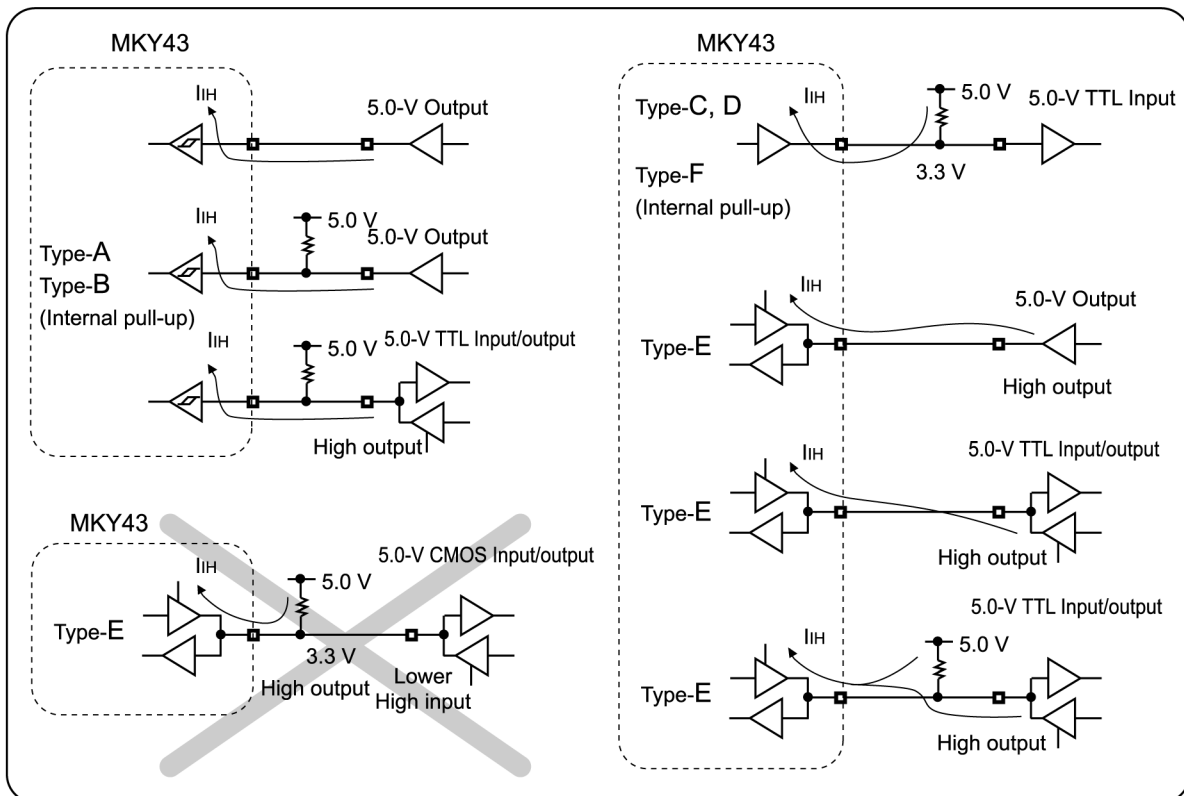 MKY43
IIH
5.0-V Output
IIH
5.0 V
5.0-V Output
Type-A
Type-B
(Internal pull-up)
IIH
5.0 V
5.0-V TTL Input/output
High output
MKY43
IIH
5.0 V
5.0-V CMOS Input/output
Type-E
3.3 V
High output
Lower
High input
MKY43
Type-C, D
IIH
5.0 V
5.0-V TTL Input
3.3 V
Type-F
(Internal pull-up)
IIH
5.0-V Output
Type-E
High output
IIH
5.0-V TTL Input/output
Type-E
High output
5.0-V TTL Input/output
IIH
5.0 V
Type-E
High output